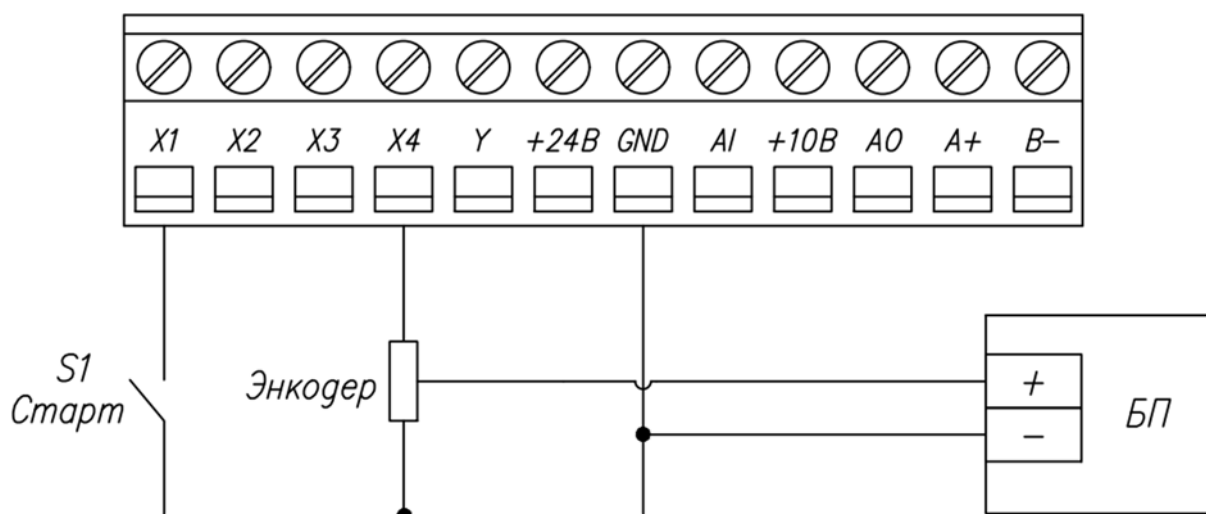 X1 X2 X3 X4 Y +24В GND AI +10В AO A+ B−
S1
Старт
Энкодер
+
−
БП